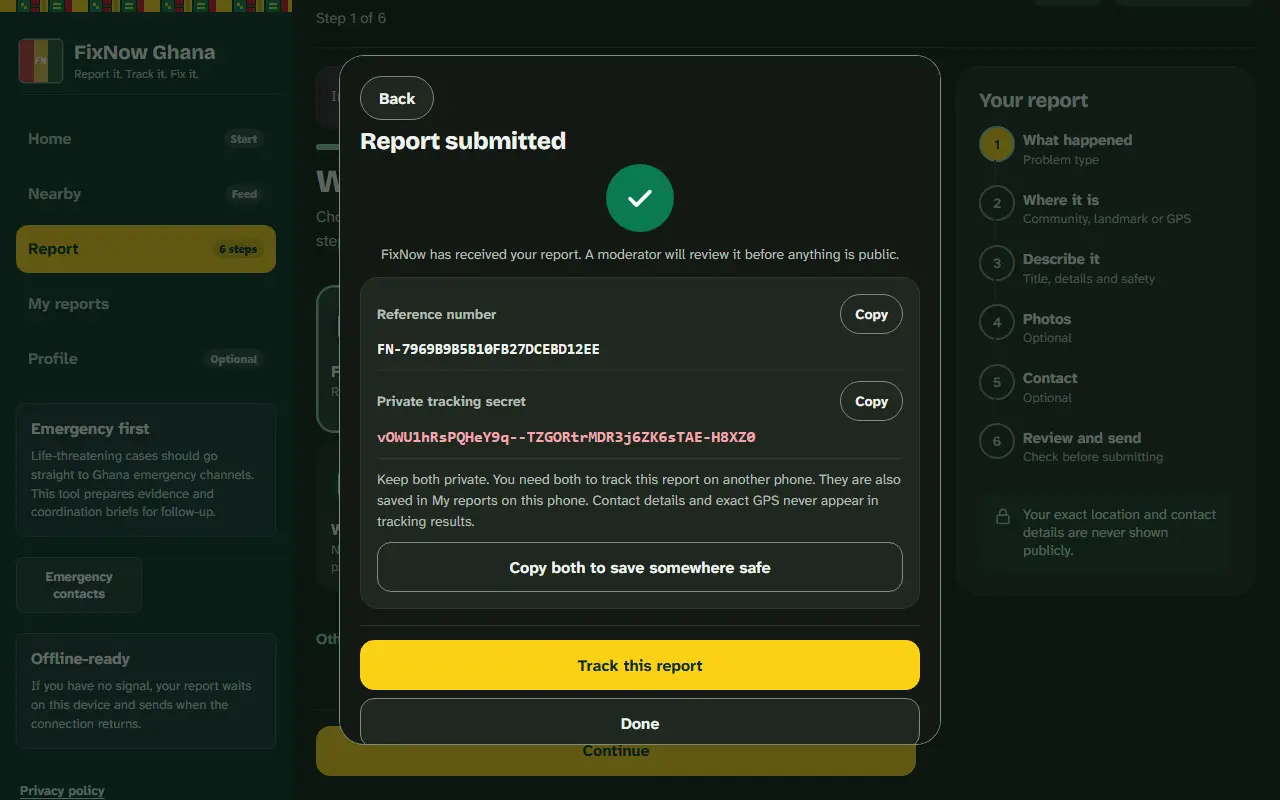 FN
FixNow Ghana
Report it. Track it. Fix it.
Home
Start
Nearby
Feed
Report
6 steps
My reports
Profile
Optional
Emergency first
Life-threatening cases should go
straight to Ghana emergency channels.
This tool prepares evidence and
coordination briefs for follow-up.
Emergency
contacts
Offline-ready
If you have no signal, your report waits
on this device and sends when the
connection returns.
Privacy policy
Step 1 of 6
Back
Report submitted
FixNow has received your report. A moderator will review it before anything is public.
Reference number
Copy
FN-7969B9B5B10FB27DCEBD12EE
Private tracking secret
Copy
vOWU1hRsPQHeY9q--TZGORtrMDR3j6ZK6sTAE-H8XZ0
Keep both private. You need both to track this report on another phone. They are also
saved in My reports on this phone. Contact details and exact GPS never appear in
tracking results.
Copy both to save somewhere safe
Track this report
Done
Continue
Your report
1
What happened
Problem type
2
Where it is
Community, landmark or GPS
3
Describe it
Title, details and safety
4
Photos
Optional
5
Contact
Optional
6
Review and send
Check before submitting
Your exact location and contact
details are never shown
publicly.